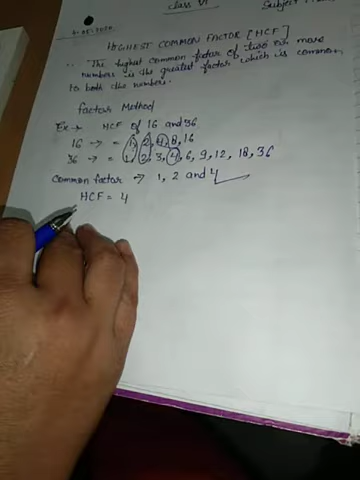 Class VI Subject
HIGHEST COMMON FACTOR [HCF]
∴ "The highest common factor of two or more
numbers is the greatest factor which is common
to both the numbers.
Factors Method
Ex → HCF of 16 and 36
16 → = 1, 2, 4, 8, 16
36 → = 1, 2, 3, 4, 6, 9, 12, 18, 36
Common factor → 1, 2 and 4
HCF = 4